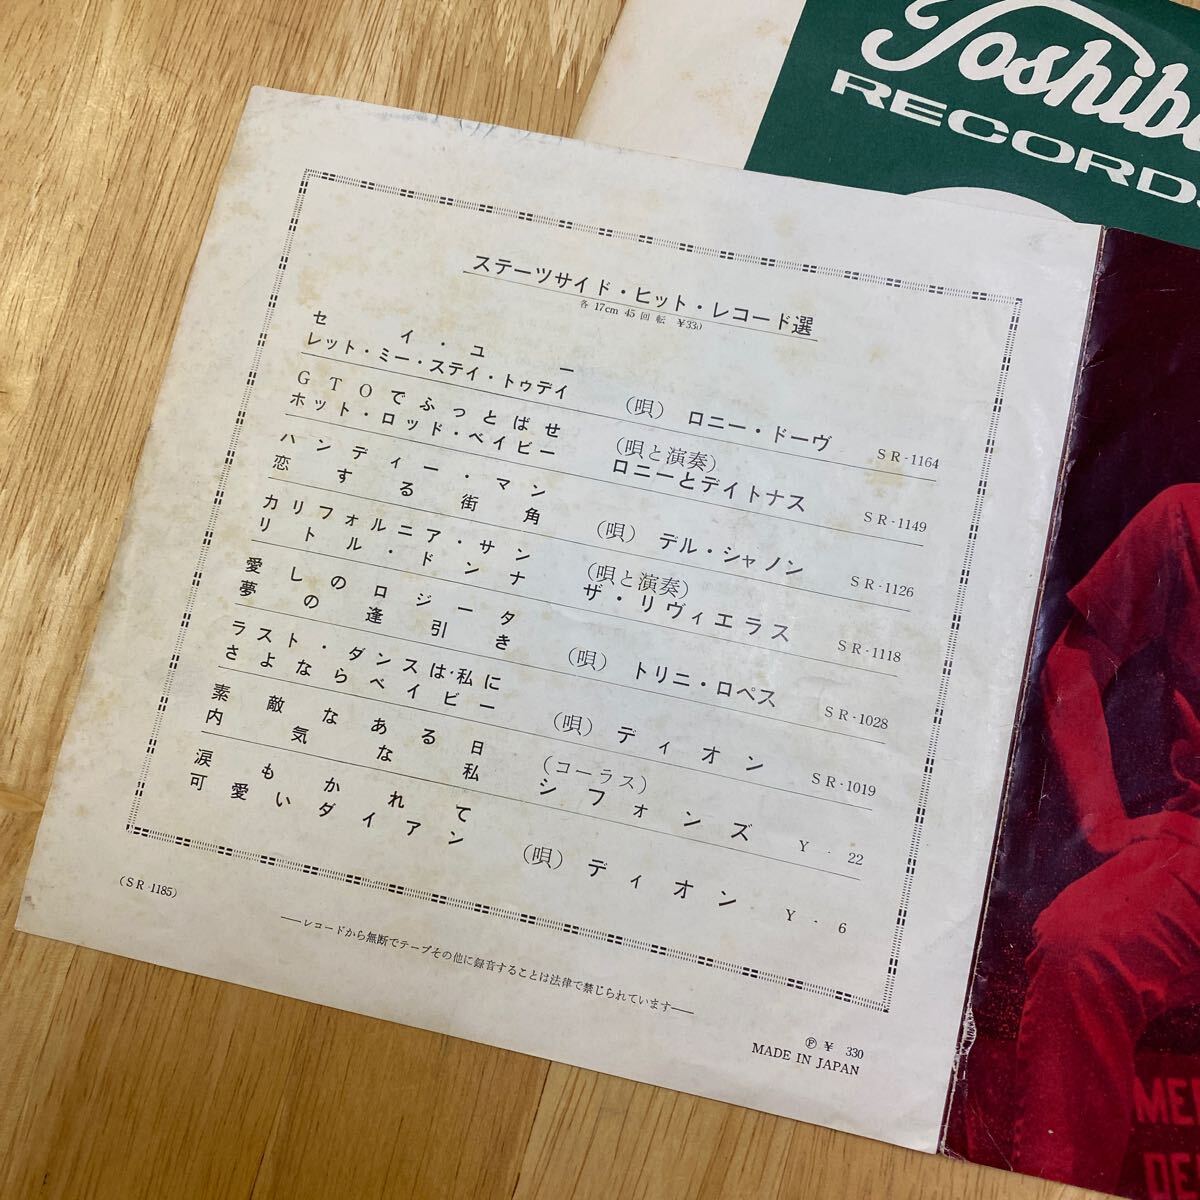 Toshiba
RECORDS
ステーツサイド・ヒット・レコード選
各 17cm 45 回 転 ¥330
セイ・ユー
レット・ミー・ステイ・トゥデイ
(唄) ロニー・ドーヴ SR-1164
GTOでふっとばせ
ホット・ロッド・ベイビー
(唄と演奏)
ロニーとデイトナス SR-1149
ハンディー・マン
恋する街角
(唄) デル・シャノン SR-1126
カリフォルニア・サン
リトル・ドンナ
(唄と演奏)
ザ・リヴィエラス SR-1118
愛しのロジータ
夢の逢引き
(唄) トリニ・ロペス SR-1028
ラスト・ダンスは私に
さよならベイビー
(唄) ディオン SR-1019
素敵なある日
内気な私
(コーラス)
シフォンズ Y-22
涙もかれて
可愛いダイアン
(唄) ディオン Y-6
(SR-1185)
——レコードから無断でテープその他に録音することは法律で禁じられています——
Ⓟ ¥ 330
MADE IN JAPAN